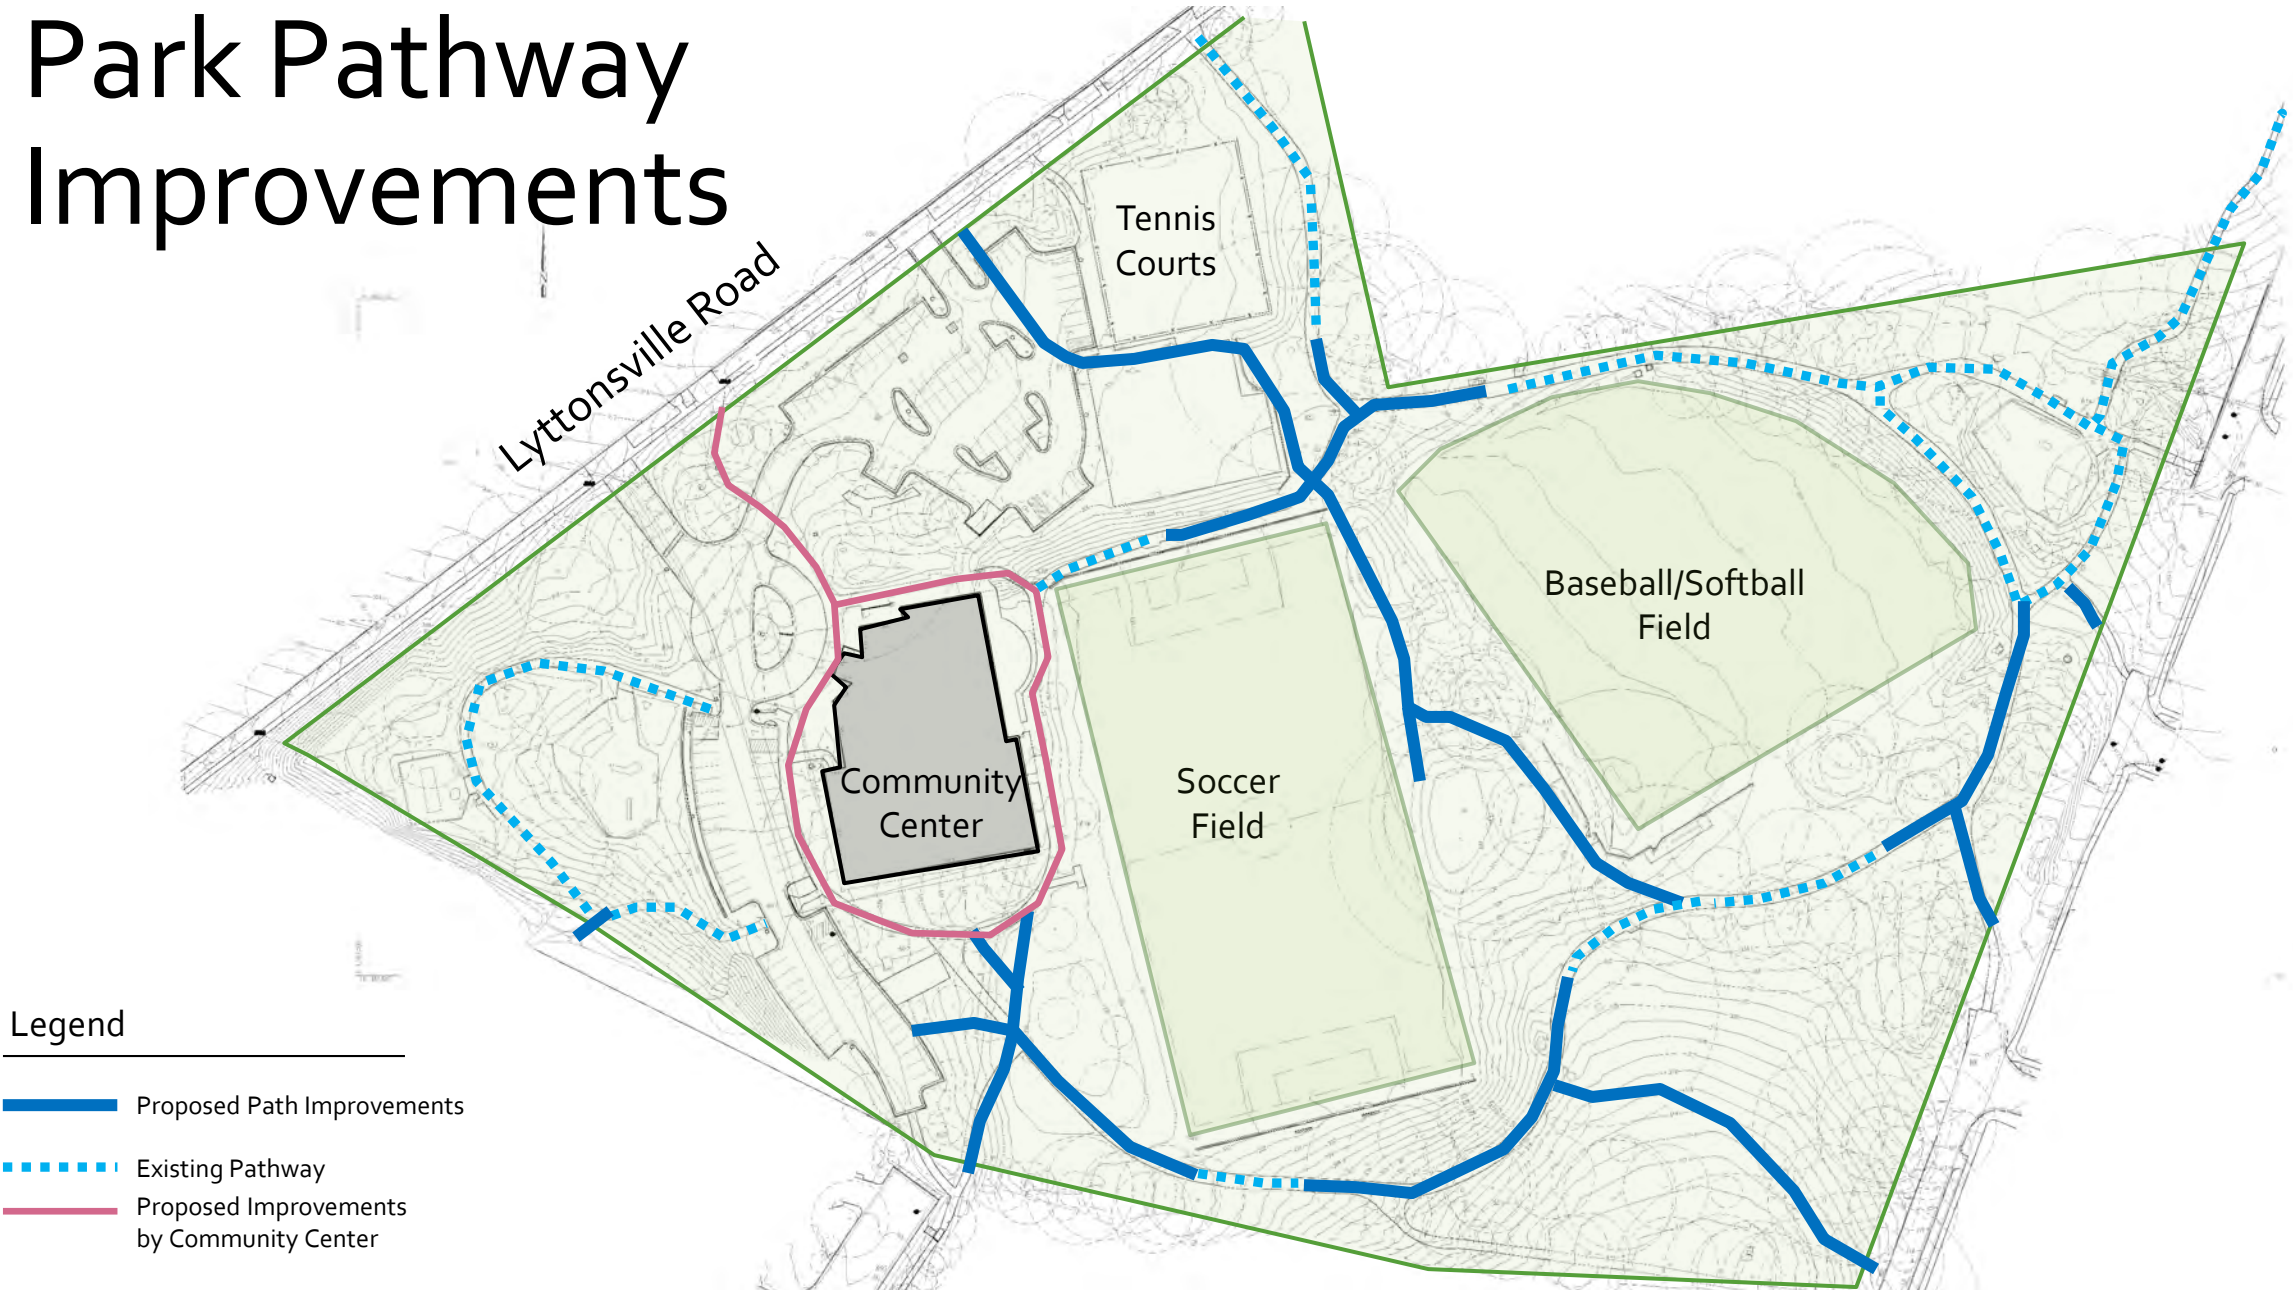 Park Pathway
Improvements
Lyttonsville Road
Tennis
Courts
Baseball/Softball
Field
Community
Center
Soccer
Field
Legend
Proposed Path Improvements
Existing Pathway
Proposed Improvements
by Community Center